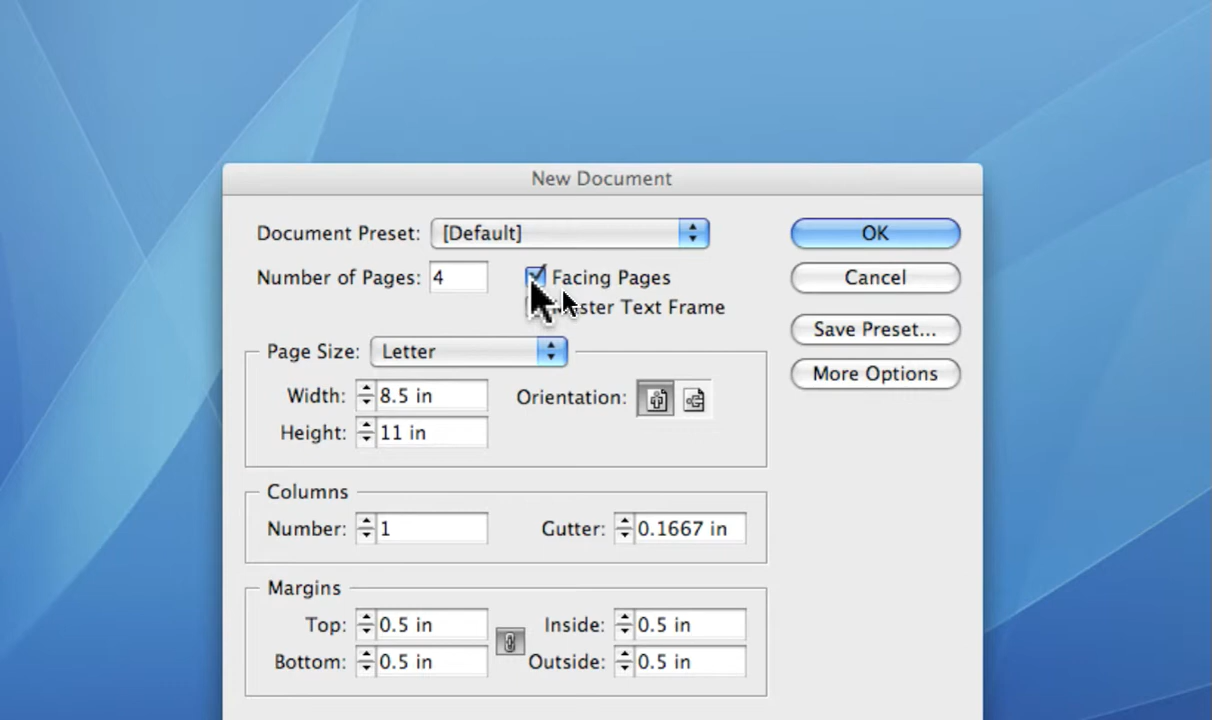 New Document
Document Preset: [Default] OK
Number of Pages: 4 Facing Pages Cancel
Text Frame
Save Preset...
Page Size: Letter
More Options
Width: 8.5 in Orientation:
Height: 11 in
Columns
Number: 1 Gutter: 0.1667 in
Margins
Top: 0.5 in Inside: 0.5 in
Bottom: 0.5 in Outside: 0.5 in